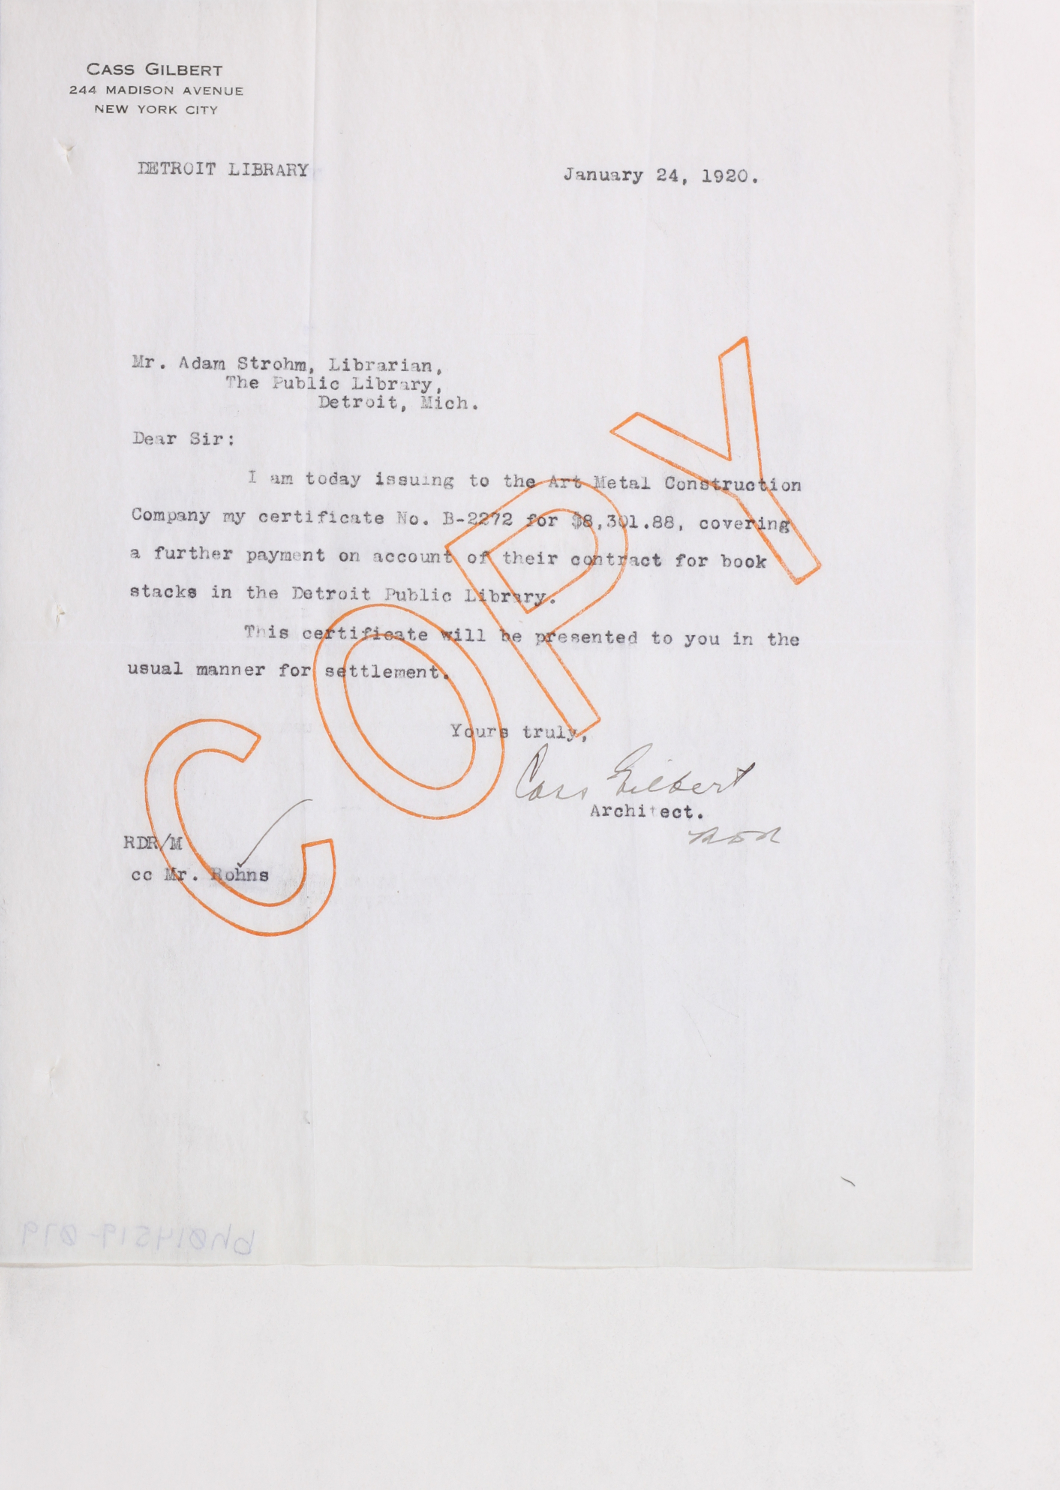 CASS GILBERT
244 MADISON AVENUE
NEW YORK CITY
DETROIT LIBRARY
January 24, 1920.
Mr. Adam Strohm, Librarian,
The Public Library,
Detroit, Mich.
Dear Sir:
I am today issuing to the Art Metal Construction
Company my certificate No. B-2272 for $8,301.88, covering
a further payment on account of their contract for book
stacks in the Detroit Public Library.
This certificate will be presented to you in the
usual manner for settlement.
Yours truly,
Cass Gilbert
Architect.
RDR/M
cc Mr. Rohns
COPY
bh014519-079